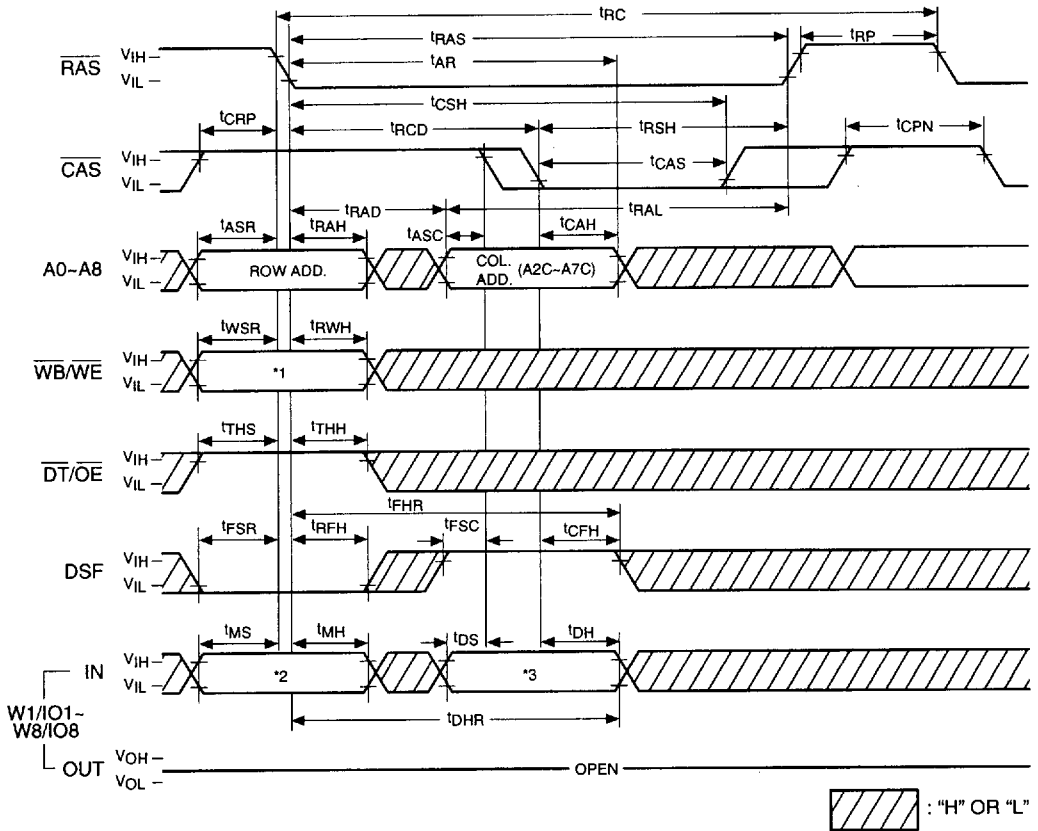 tRC
tRAS
tRP
tAR
RAS
VIH
VIL
tCSH
tCRP
tRCD
tRSH
tCPN
CAS
VIH
VIL
tCAS
tRAD
tRAL
tASR
tRAH
tASC
tCAH
A0~A8
VIH
VIL
ROW ADD.
COL. ADD. (A2C~A7C)
tWSR
tRWH
WB/WE
VIH
VIL
*1
tTHS
tTHH
DT/OE
VIH
VIL
tFHR
tFSR
tRFH
tFSC
tCFH
DSF
VIH
VIL
tMS
tMH
tDS
tDH
IN
VIH
VIL
*2
*3
W1/IO1~
W8/IO8
tDHR
OUT
VOH
VOL
OPEN
: "H" OR "L"